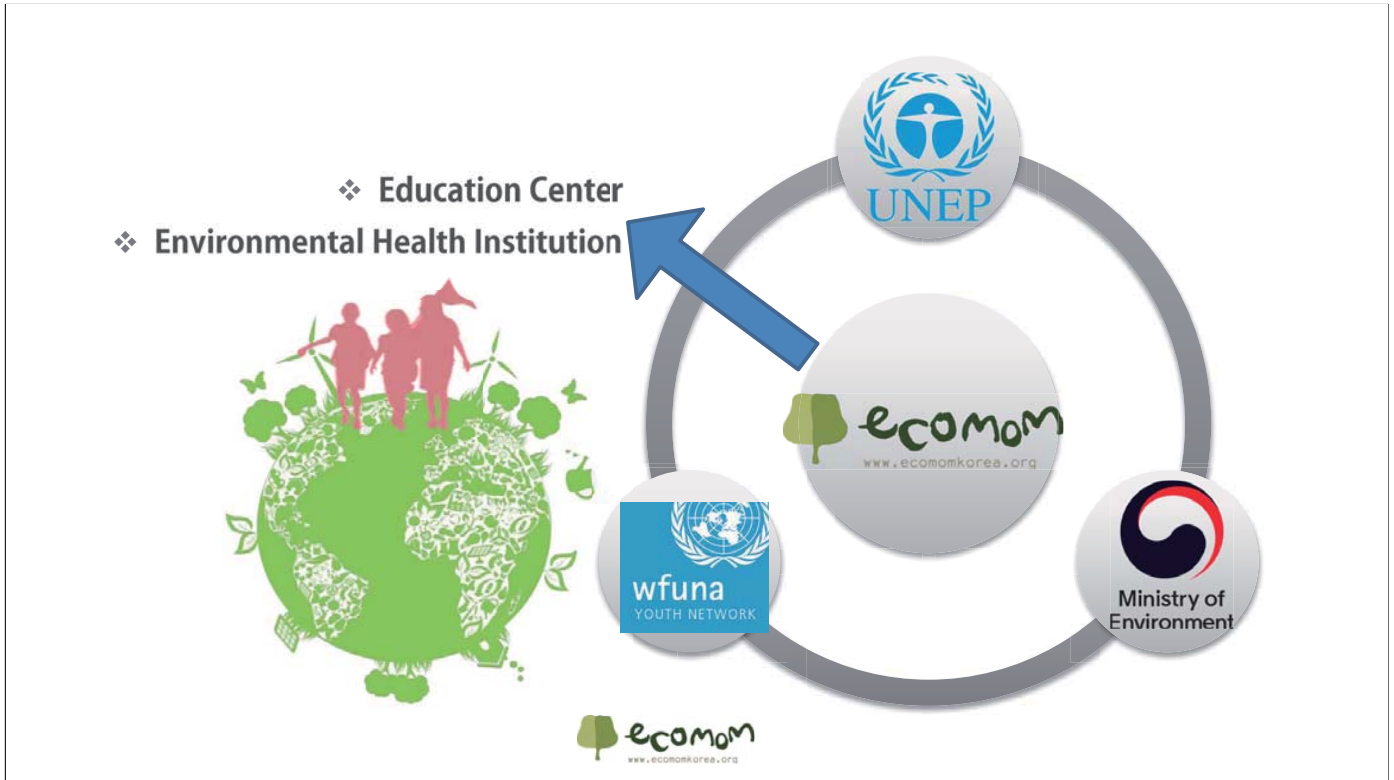 Education Center
Environmental Health Institution
UNEP
ecomom
www.ecomomkorea.org
wfuna
YOUTH NETWORK
Ministry of
Environment
ecomom
www.ecomomkorea.org